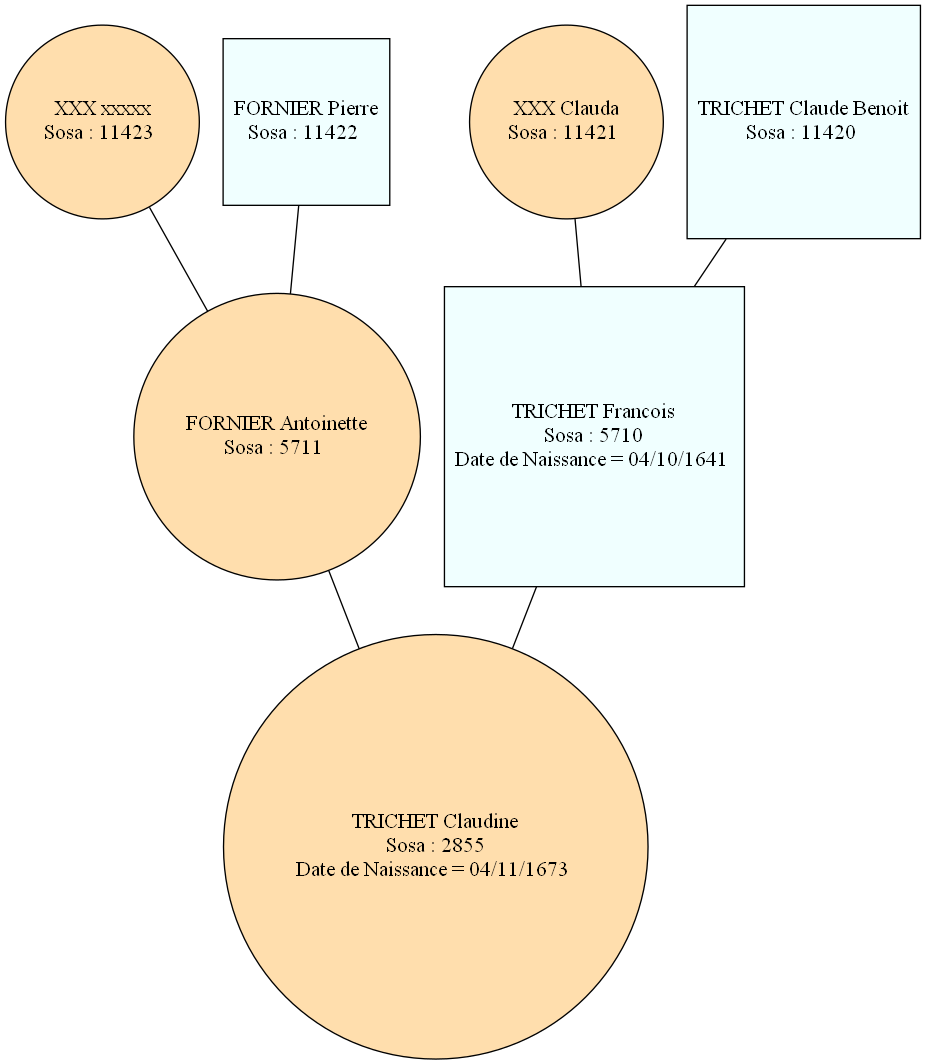 XXX xxxxx
Sosa : 11423
FORNIER Pierre
Sosa : 11422
XXX Clauda
Sosa : 11421
TRICHET Claude Benoit
Sosa : 11420
FORNIER Antoinette
Sosa : 5711
TRICHET Francois
Sosa : 5710
Date de Naissance = 04/10/1641
TRICHET Claudine
Sosa : 2855
Date de Naissance = 04/11/1673